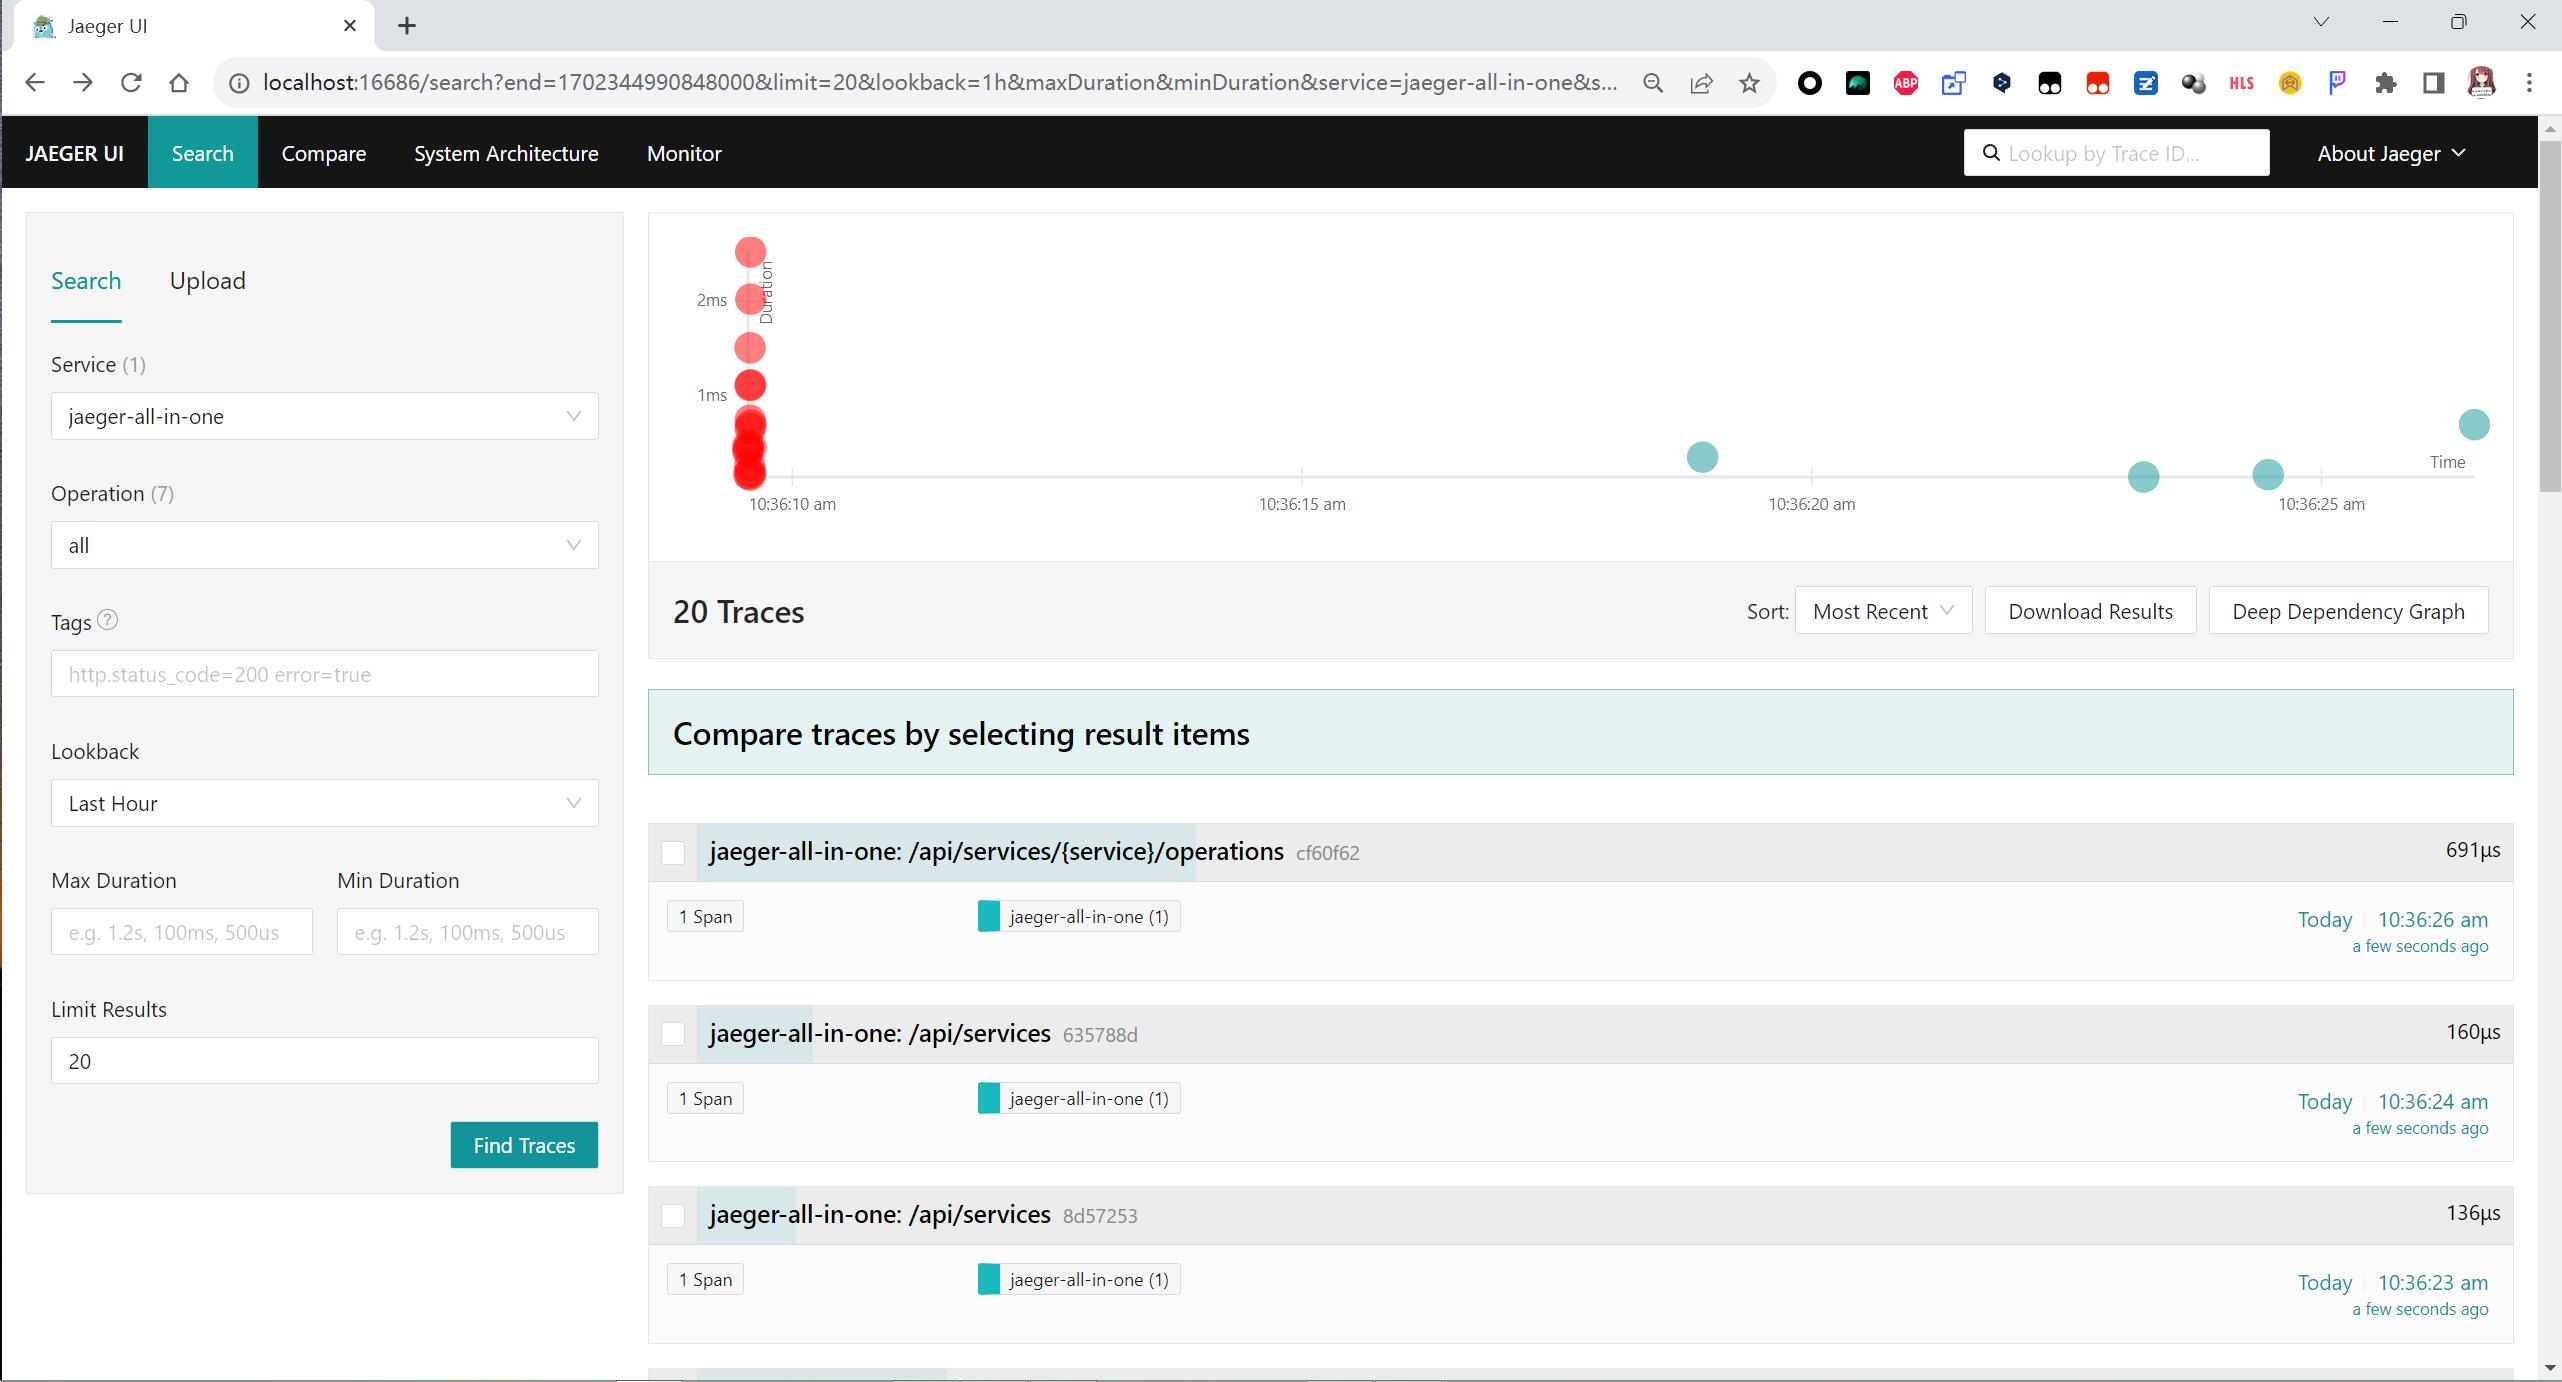 Jaeger UI
localhost:16686/search?end=1702344990848000&limit=20&lookback=1h&maxDuration&minDuration&service=jaeger-all-in-one&s...
ABP
HLS
JAEGER UI
Search
Compare
System Architecture
Monitor
Lookup by Trace ID...
About Jaeger
Search
Upload
Service (1)
jaeger-all-in-one
Operation (7)
all
Tags ?
http.status_code=200 error=true
Lookback
Last Hour
Max Duration
Min Duration
e.g. 1.2s, 100ms, 500us
e.g. 1.2s, 100ms, 500us
Limit Results
20
Find Traces
Duration
2ms
1ms
Time
10:36:10 am
10:36:15 am
10:36:20 am
10:36:25 am
20 Traces
Sort: Most Recent
Download Results
Deep Dependency Graph
Compare traces by selecting result items
jaeger-all-in-one: /api/services/{service}/operations cf60f62
691μs
1 Span
jaeger-all-in-one (1)
Today 10:36:26 am
a few seconds ago
jaeger-all-in-one: /api/services 635788d
160μs
1 Span
jaeger-all-in-one (1)
Today 10:36:24 am
a few seconds ago
jaeger-all-in-one: /api/services 8d57253
136μs
1 Span
jaeger-all-in-one (1)
Today 10:36:23 am
a few seconds ago